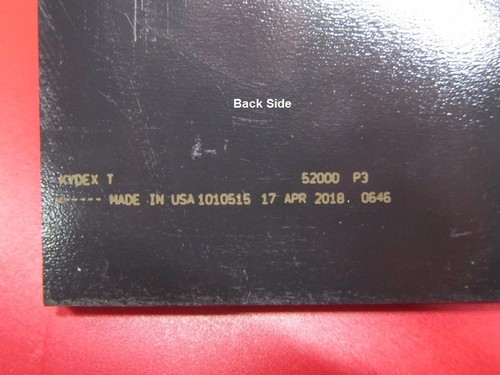 Back Side
KYDEX T 52000 P3
<----- MADE IN USA 1010515 17 APR 2018. 0646